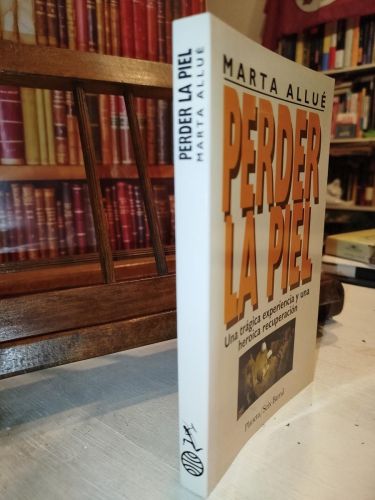 PERDER LA PIEL
MARTA ALLUÉ
MARTA ALLUÉ
PERDER
LA PIEL
Una trágica experiencia y una
heroica recuperación
Planeta/Seix Barral